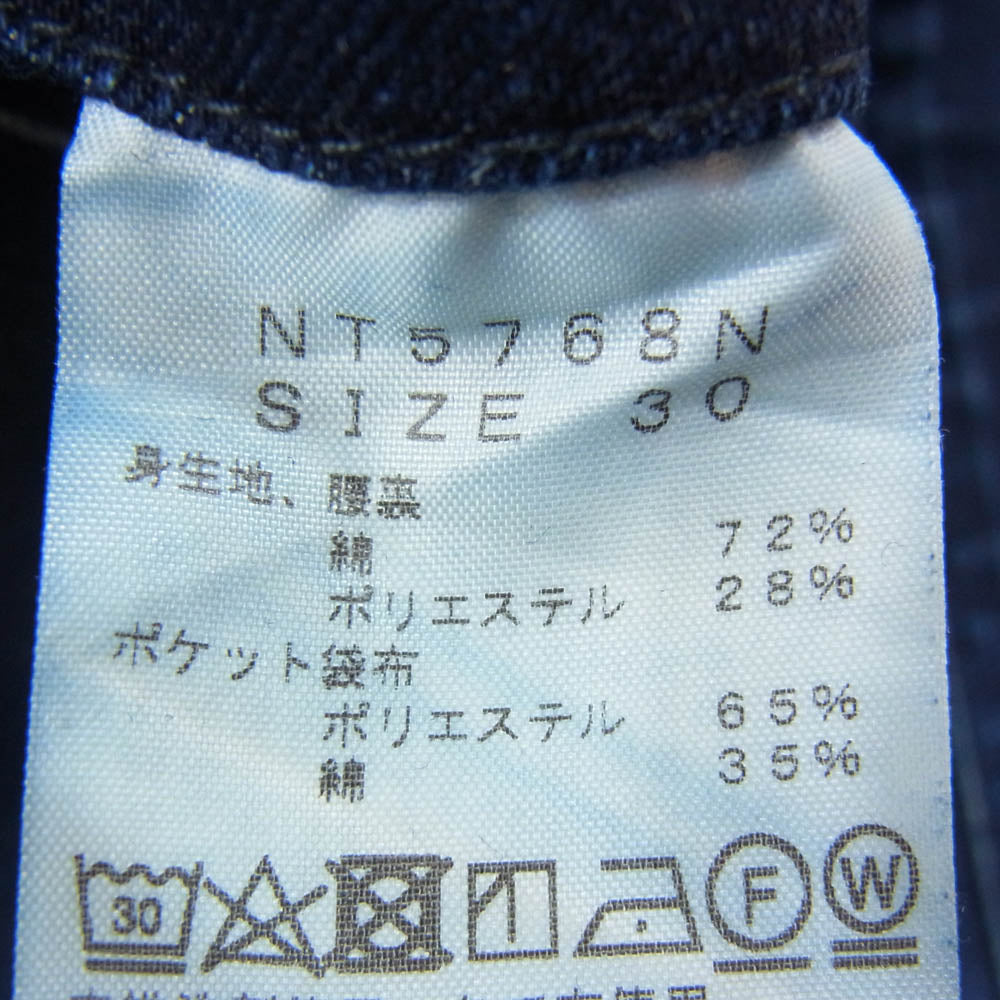 NT5768N
SIZE 30
身生地、腰裏
綿 72%
ポリエステル 28%
ポケット袋布
ポリエステル 65%
綿 35%
30 F W